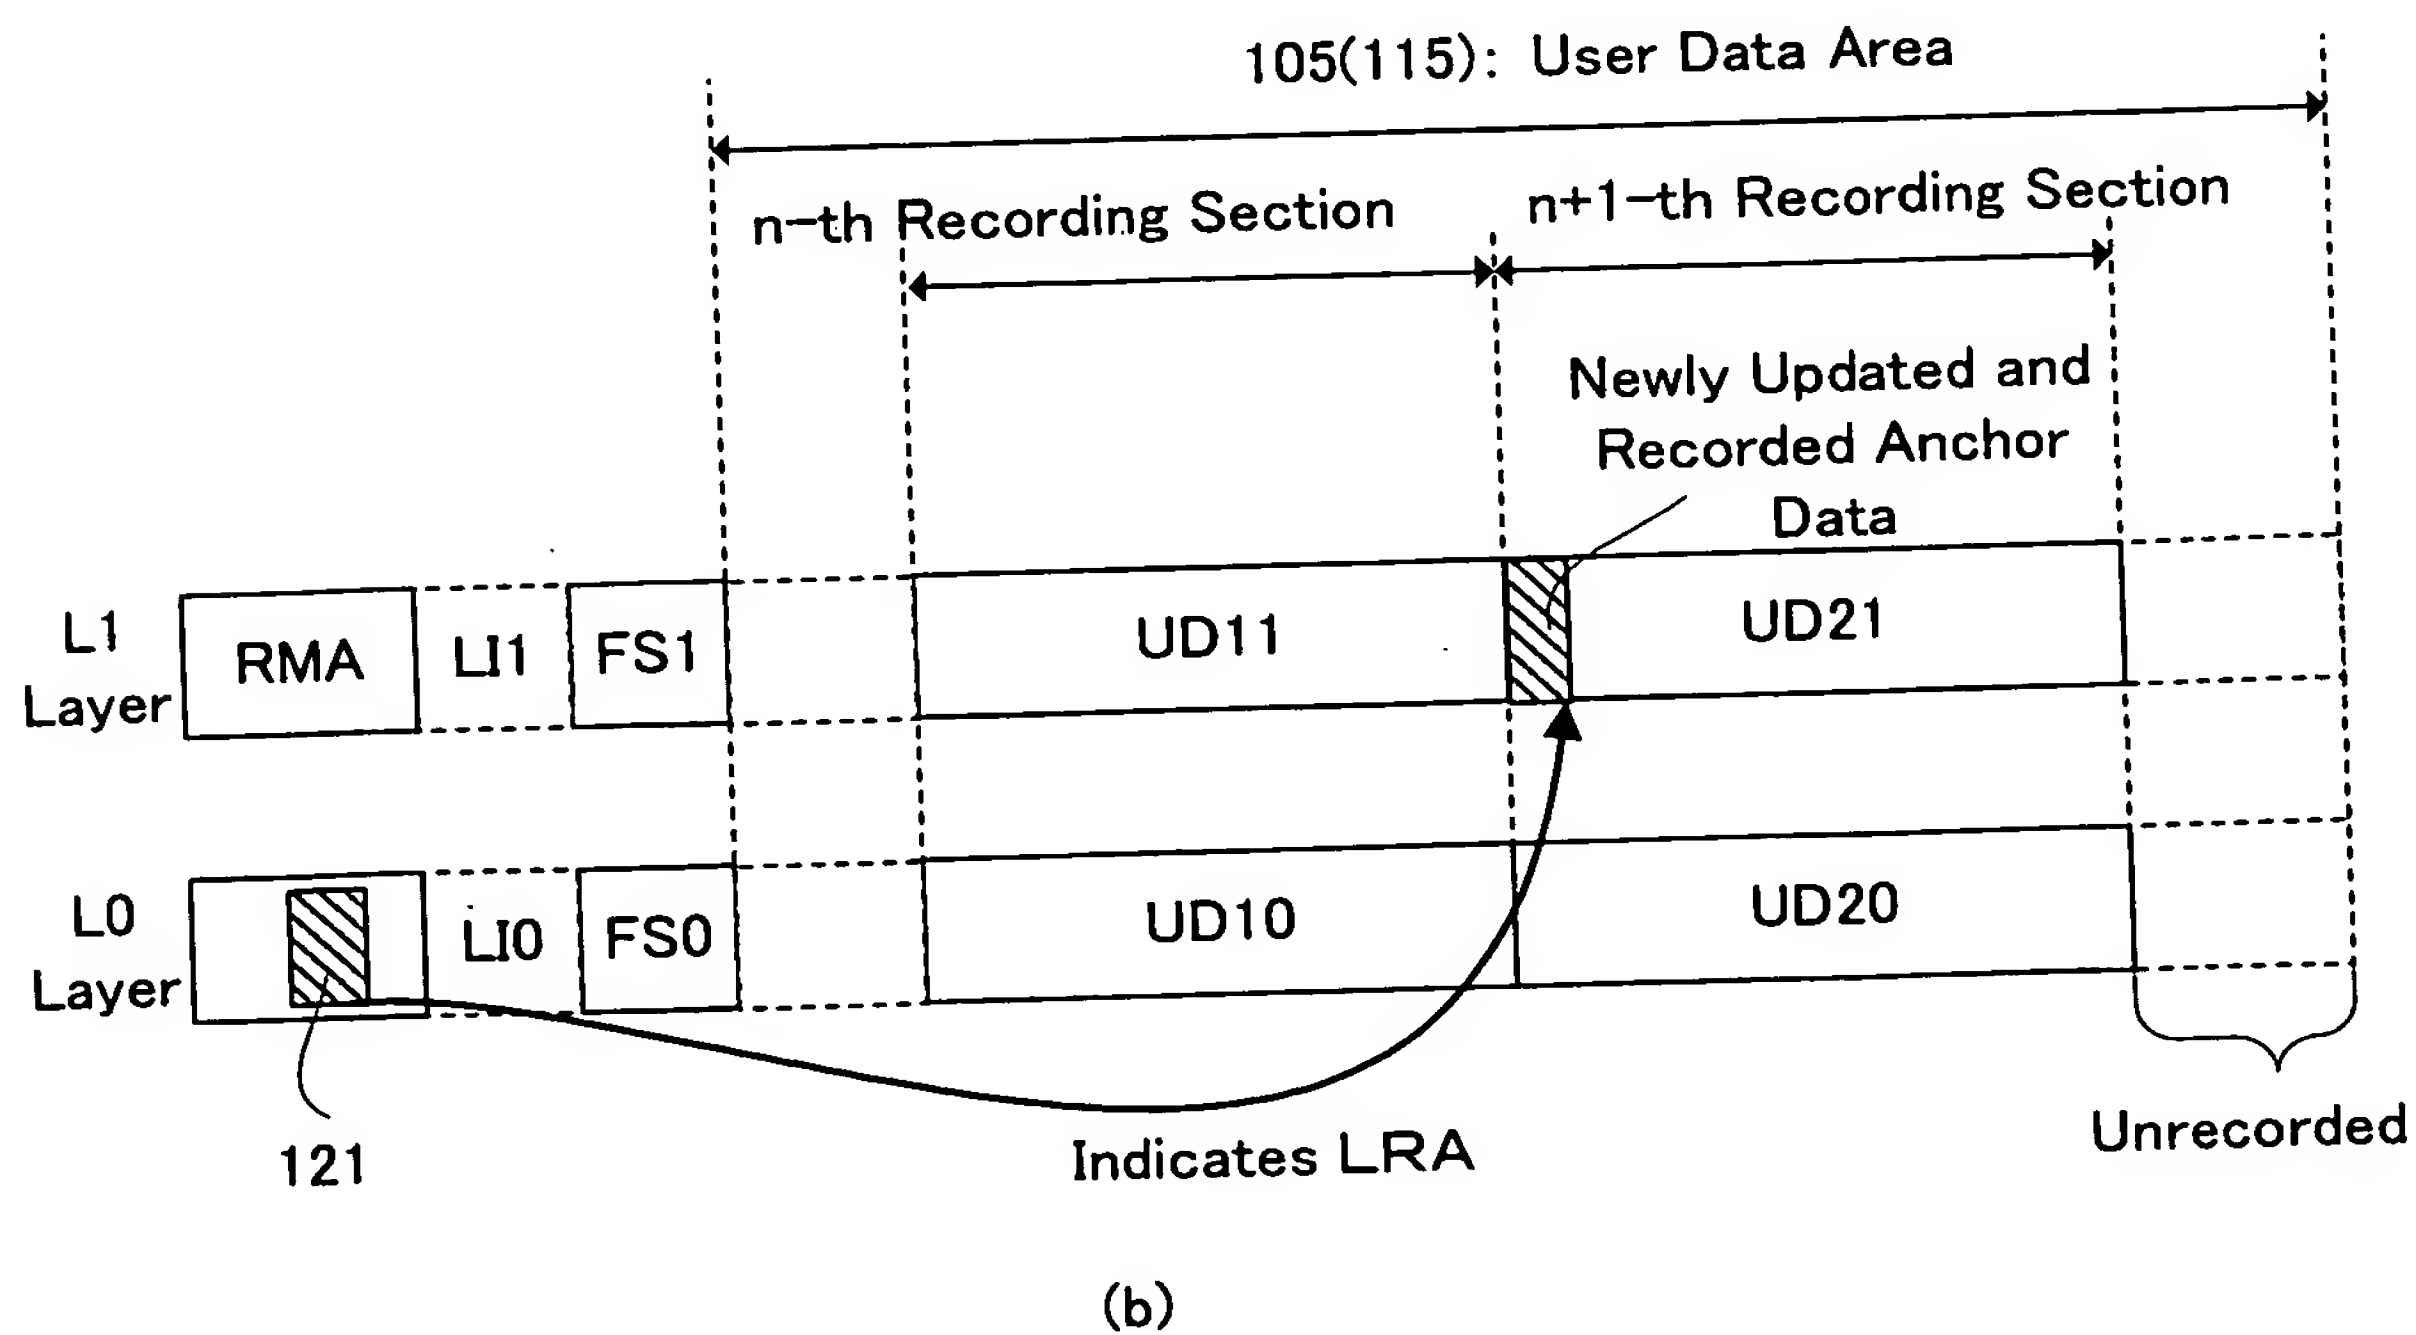 105(115): User Data Area
n-th Recording Section
n+1-th Recording Section
Newly Updated and
Recorded Anchor
Data
L1
Layer
RMA
LI1
FS1
UD11
UD21
L0
Layer
LI0
FS0
UD10
UD20
121
Indicates LRA
Unrecorded
(b)